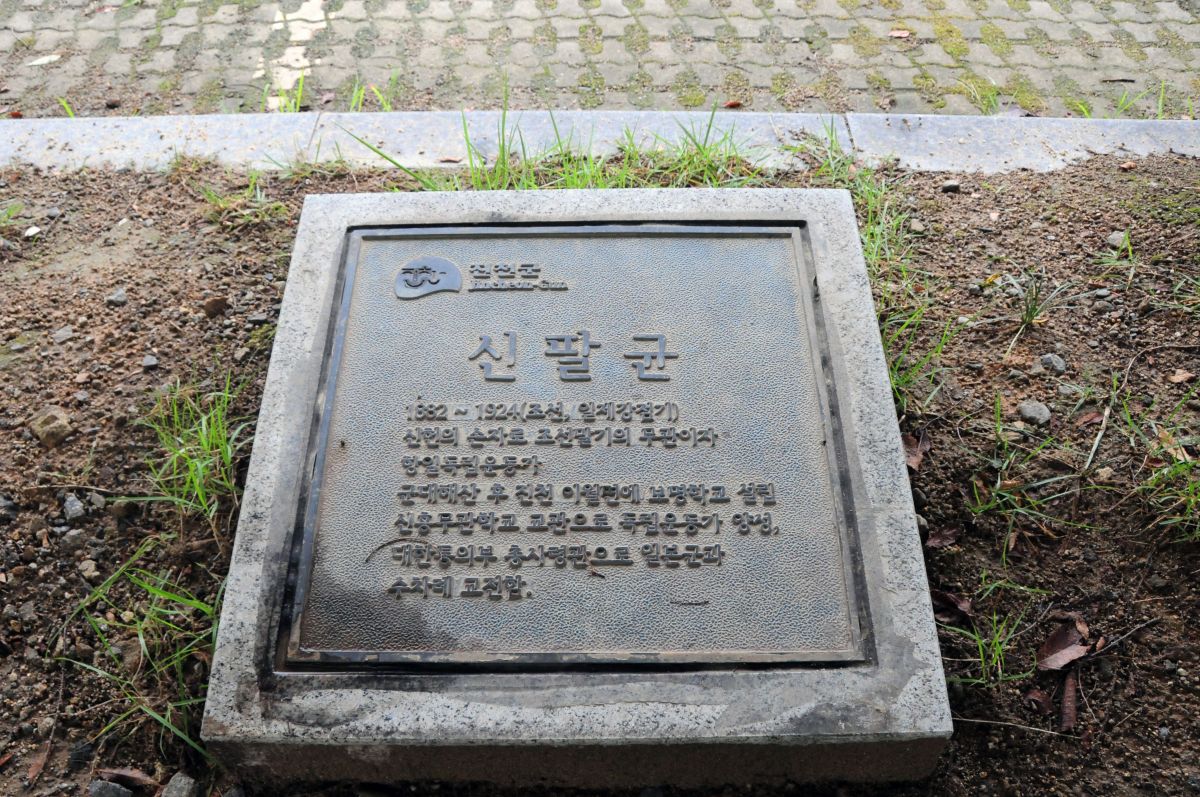 진천군
Jincheon-Gun
신팔균
1882 ~ 1924(조선, 일제강점기)
신헌의 손자로 조선말기의 무관이자
항일독립운동가
군대해산 후 진천 이월면에 보명학교 설립
신흥무관학교 교관으로 독립운동가 양성,
대한통의부 총사령관으로 일본군과
수차례 교전함.